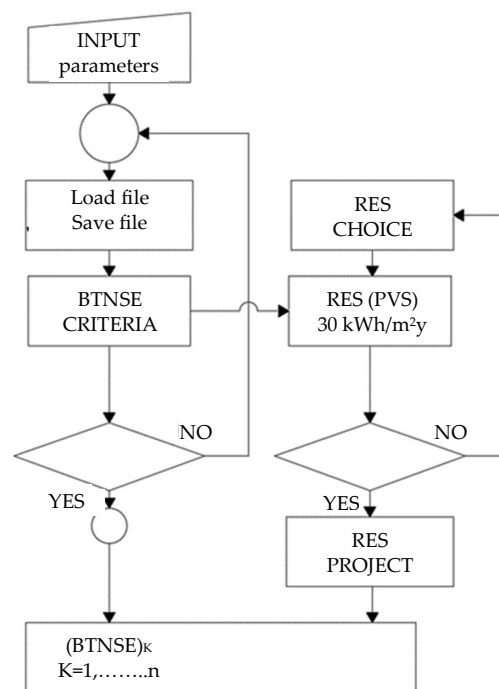 INPUT
parameters
Load file
Save file
RES
CHOICE
BTNSE
CRITERIA
RES (PVS)
30 kWh/m²y
NO
NO
YES
YES
RES
PROJECT
(BTNSE)K
K=1,……..n